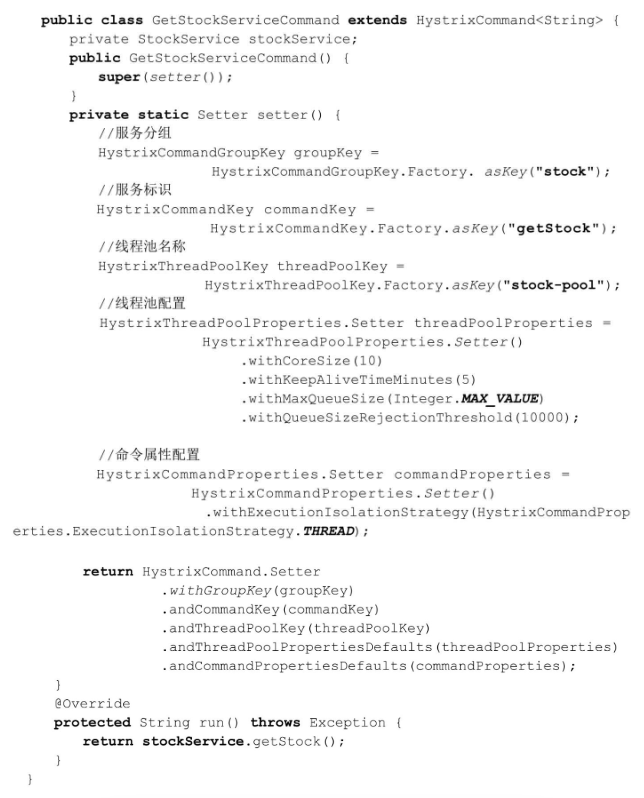 public class GetStockServiceCommand extends HystrixCommand<String> {
private StockService stockService;
public GetStockServiceCommand() {
super(setter());
}
private static Setter setter() {
//服务分组
HystrixCommandGroupKey groupKey =
HystrixCommandGroupKey.Factory. asKey("stock");
//服务标识
HystrixCommandKey commandKey =
HystrixCommandKey.Factory.asKey("getStock");
//线程池名称
HystrixThreadPoolKey threadPoolKey =
HystrixThreadPoolKey.Factory.asKey("stock-pool");
//线程池配置
HystrixThreadPoolProperties.Setter threadPoolProperties =
HystrixThreadPoolProperties.Setter()
.withCoreSize(10)
.withKeepAliveTimeMinutes(5)
.withMaxQueueSize(Integer.MAX_VALUE)
.withQueueSizeRejectionThreshold(10000);
//命令属性配置
HystrixCommandProperties.Setter commandProperties =
HystrixCommandProperties.Setter()
.withExecutionIsolationStrategy(HystrixCommandProp
erties.ExecutionIsolationStrategy.THREAD);
return HystrixCommand.Setter
.withGroupKey(groupKey)
.andCommandKey(commandKey)
.andThreadPoolKey(threadPoolKey)
.andThreadPoolPropertiesDefaults(threadPoolProperties)
.andCommandPropertiesDefaults(commandProperties);
}
@Override
protected String run() throws Exception {
return stockService.getStock();
}
}